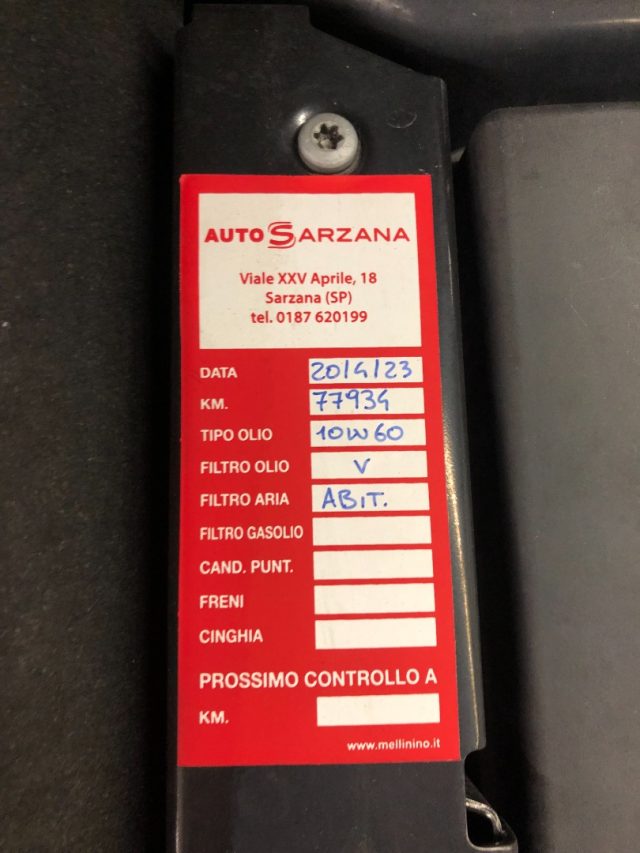 AUTO SARZANA
Viale XXV Aprile, 18
Sarzana (SP)
tel. 0187 620199
DATA 20/4/23
KM. 77934
TIPO OLIO 10W60
FILTRO OLIO V
FILTRO ARIA ABIT.
FILTRO GASOLIO
CAND. PUNT.
FRENI
CINGHIA
PROSSIMO CONTROLLO A
KM.
www.mellinino.it